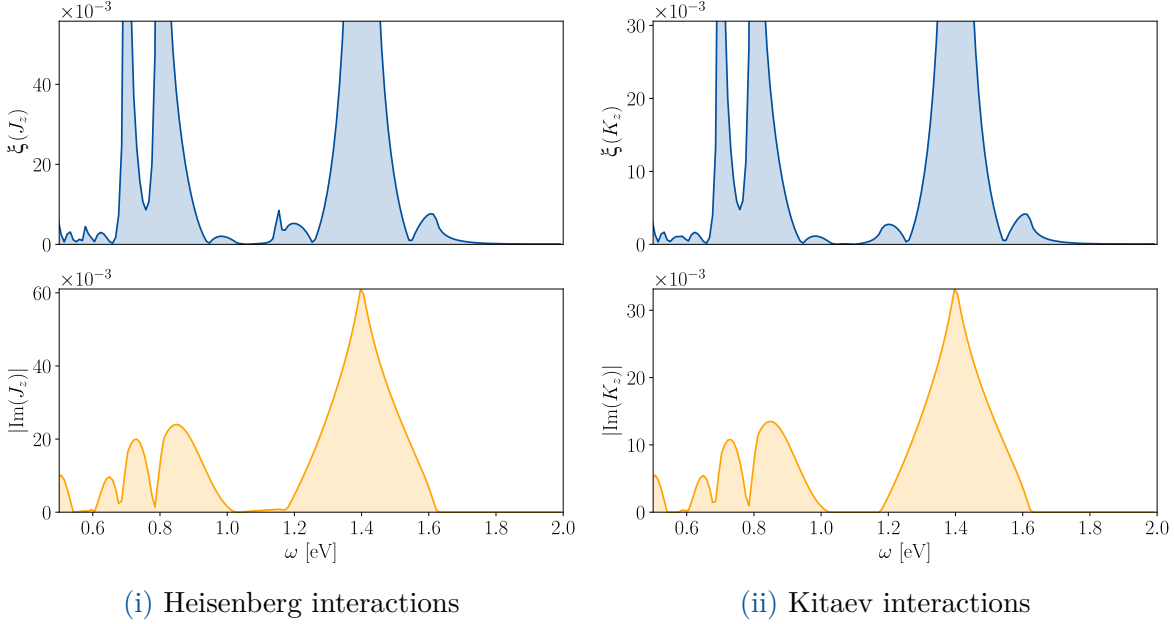 ×10⁻³
40
20
0
ξ(J_z)
×10⁻³
60
40
20
0
|Im(J_z)|
0.6 0.8 1.0 1.2 1.4 1.6 1.8 2.0
ω [eV]
(i) Heisenberg interactions
×10⁻³
30
20
10
0
ξ(K_z)
×10⁻³
30
20
10
0
|Im(K_z)|
0.6 0.8 1.0 1.2 1.4 1.6 1.8 2.0
ω [eV]
(ii) Kitaev interactions